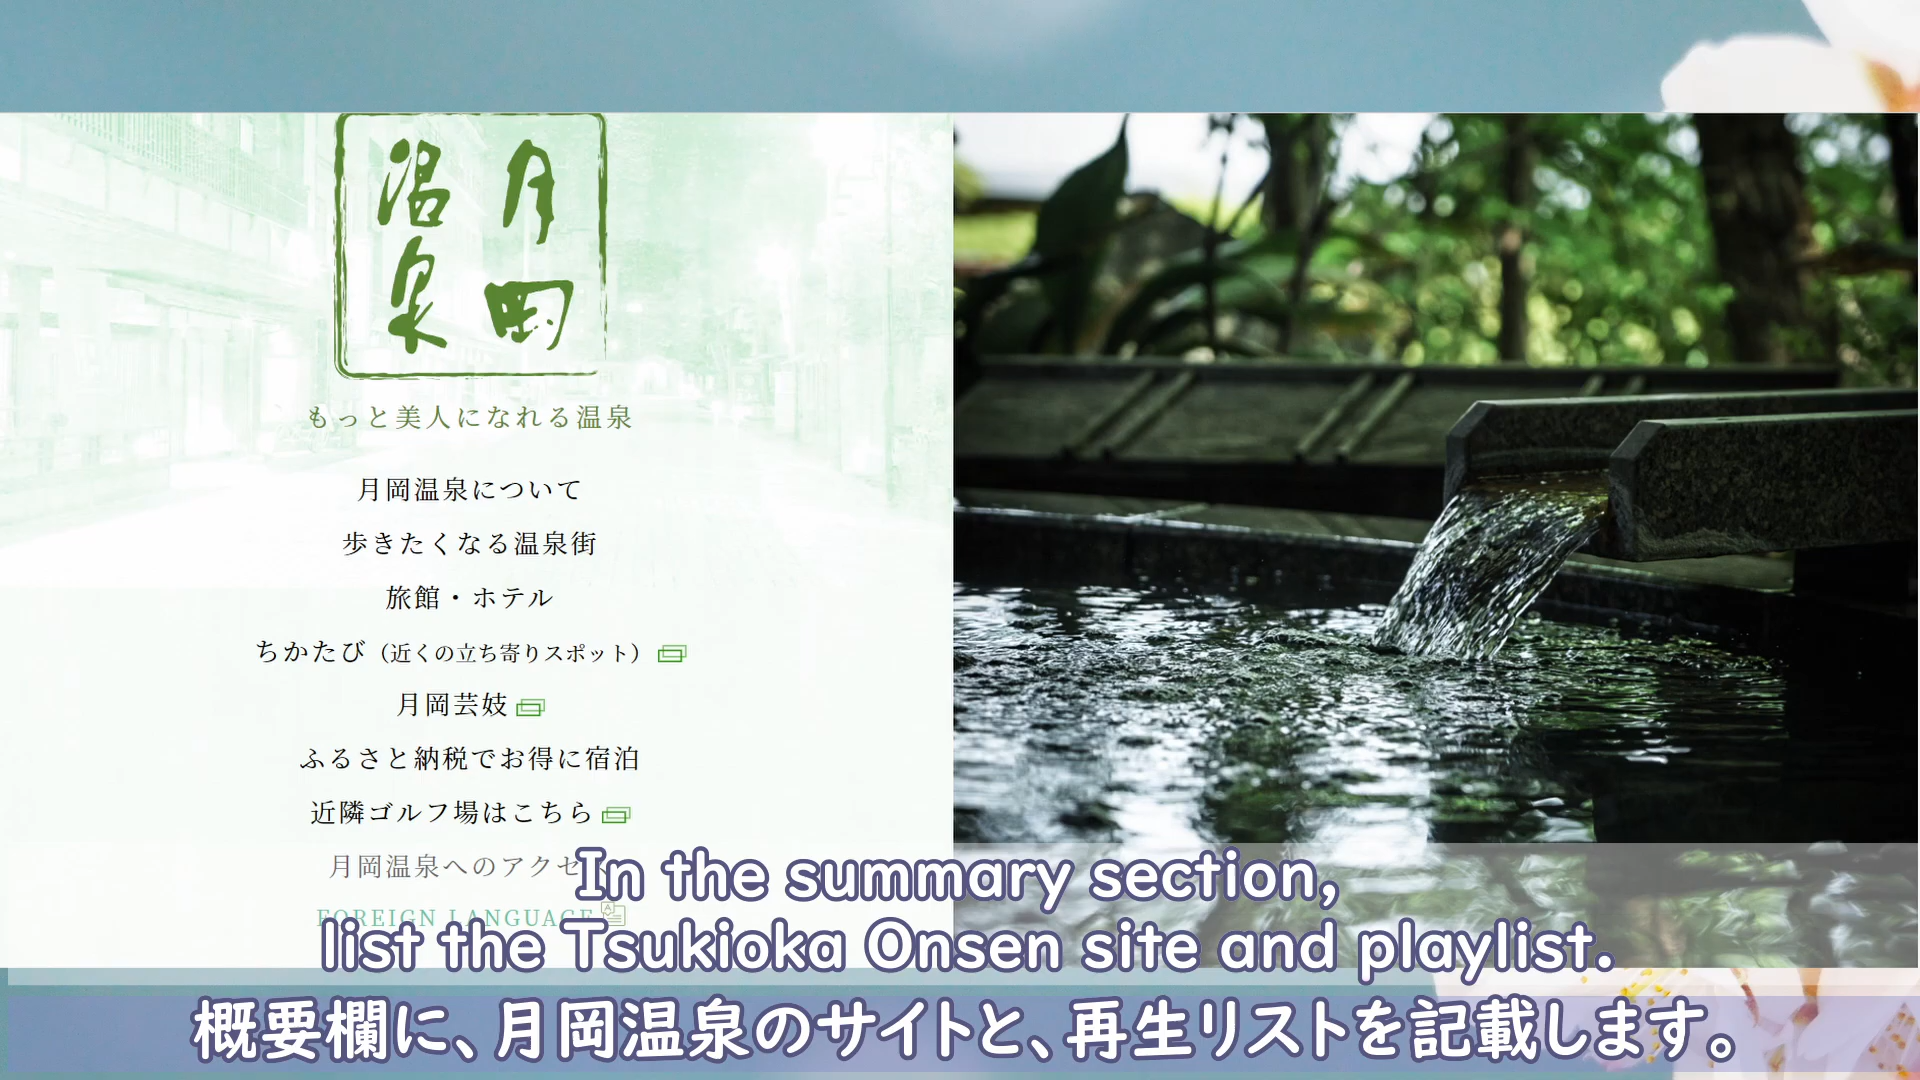 月岡
温泉
もっと美人になれる温泉
月岡温泉について
歩きたくなる温泉街
旅館・ホテル
ちかたび（近くの立ち寄りスポット）
月岡芸妓
ふるさと納税でお得に宿泊
近隣ゴルフ場はこちら
月岡温泉へのアクセス
FOREIGN LANGUAGE
In the summary section,
list the Tsukioka Onsen site and playlist.
概要欄に、月岡温泉のサイトと、再生リストを記載します。